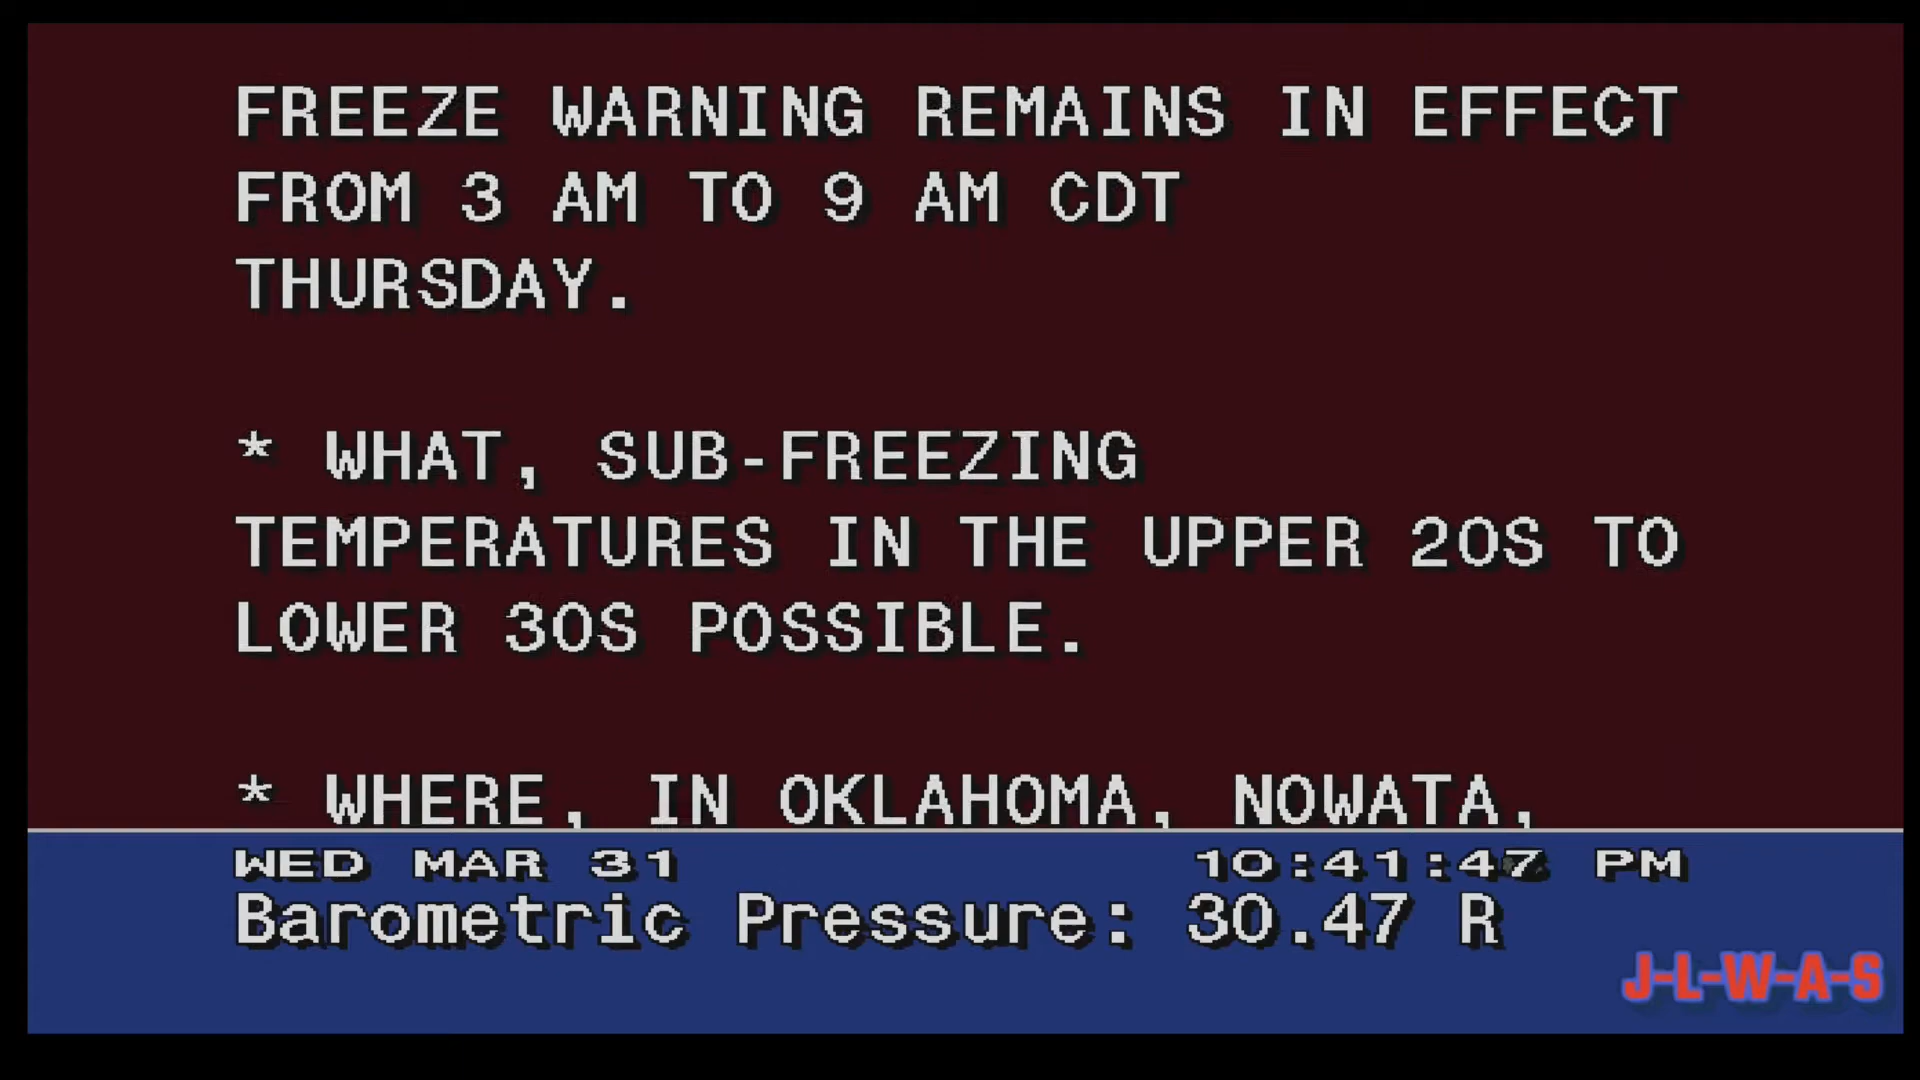 FREEZE WARNING REMAINS IN EFFECT
FROM 3 AM TO 9 AM CDT
THURSDAY.
* WHAT, SUB-FREEZING
TEMPERATURES IN THE UPPER 20S TO
LOWER 30S POSSIBLE.
* WHERE, IN OKLAHOMA, NOWATA,
WED MAR 31 10:41:47 PM
Barometric Pressure: 30.47 R
J-L-W-A-S